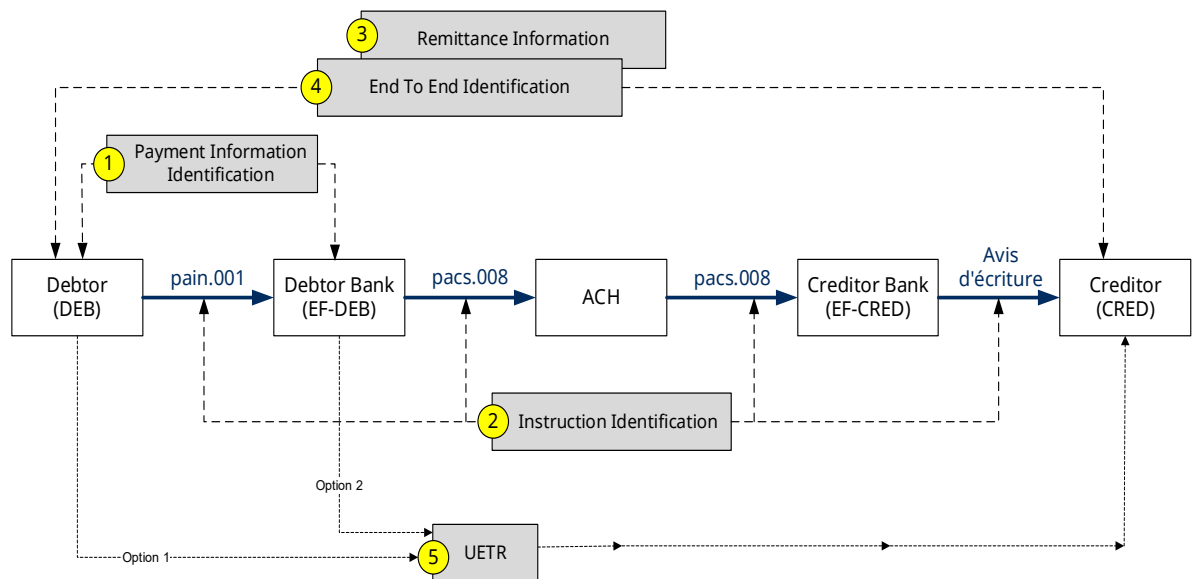 3
Remittance Information
4
End To End Identification
1
Payment Information
Identification
Debtor
(DEB)
pain.001
Debtor Bank
(EF-DEB)
pacs.008
ACH
pacs.008
Creditor Bank
(EF-CRED)
Avis
d'écriture
Creditor
(CRED)
2
Instruction Identification
Option 2
Option 1
5
UETR